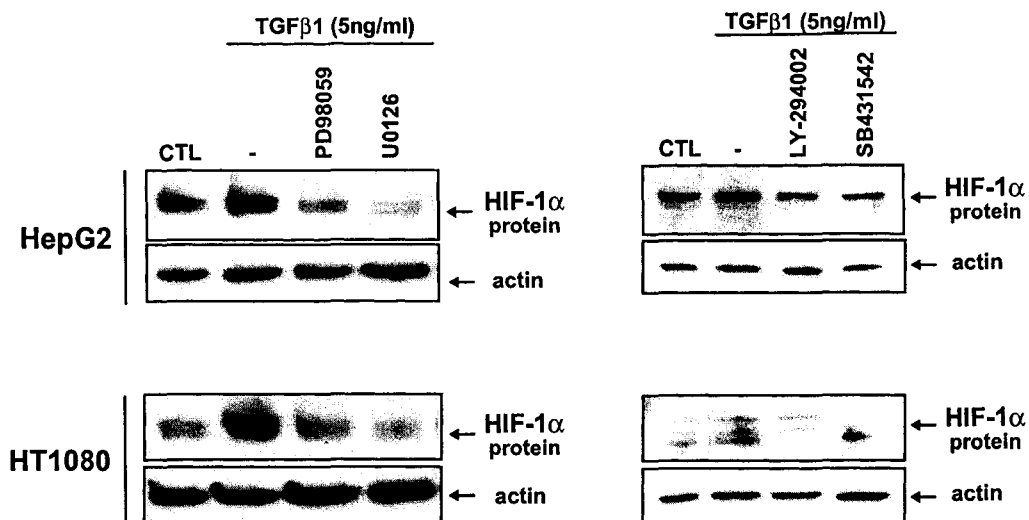 TGFβ1 (5ng/ml)
CTL
-
PD98059
U0126
HepG2
HIF-1α
protein
actin
TGFβ1 (5ng/ml)
CTL
-
LY-294002
SB431542
HIF-1α
protein
actin
HT1080
HIF-1α
protein
actin
HIF-1α
protein
actin